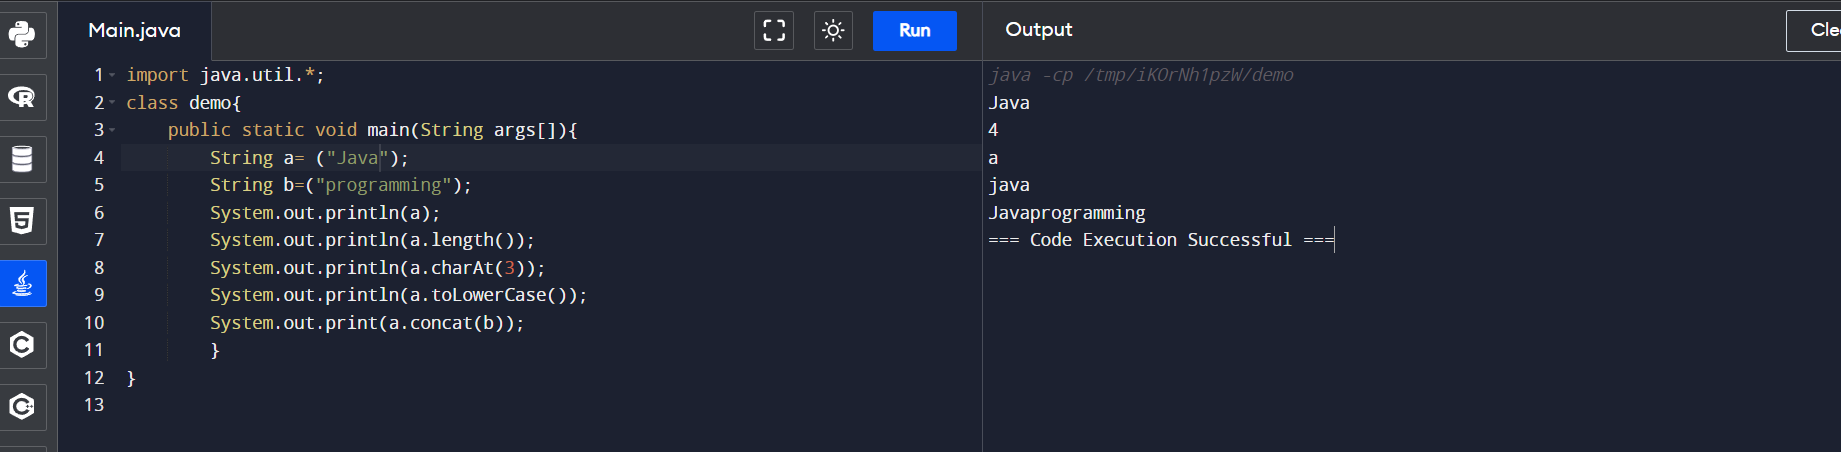 Main.java
Run
1 import java.util.*;
2 class demo{
3 public static void main(String args[]){
4 String a= ("Java");
5 String b=("programming");
6 System.out.println(a);
7 System.out.println(a.length());
8 System.out.println(a.charAt(3));
9 System.out.println(a.toLowerCase());
10 System.out.print(a.concat(b));
11 }
12 }
13
Output
Cle
java -cp /tmp/iKOrNh1pzW/demo
Java
4
a
java
Javaprogramming
=== Code Execution Successful ===
R
5
C
C++